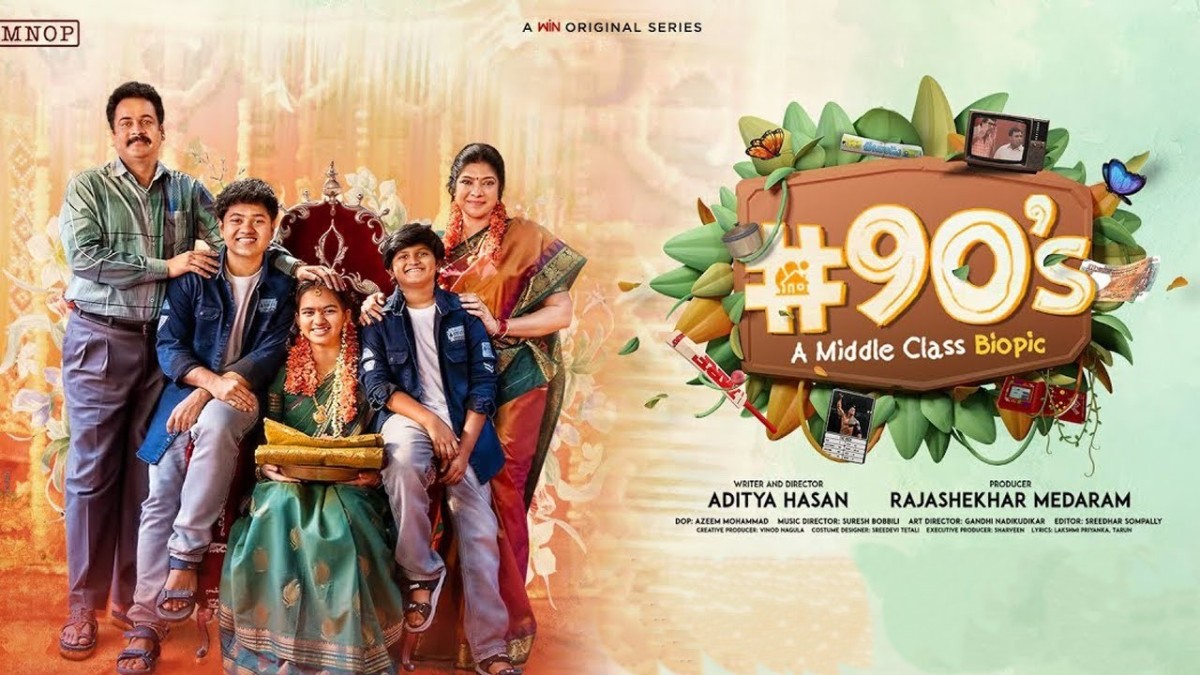 MNOP
A WIN ORIGINAL SERIES
#90's
A Middle Class Biopic
WRITER AND DIRECTOR
ADITYA HASAN
PRODUCER
RAJASHEKHAR MEDARAM
DOP: AZEEM MOHAMMAD MUSIC DIRECTOR: SURESH BOBBILI ART DIRECTOR: GANDHI NADIKUDIKAR EDITOR: SREEDHAR SOMPALLY
CREATIVE PRODUCER: VINOD NAGULA COSTUME DESIGNER: SREEDEVI TETALI EXECUTIVE PRODUCER: SHARVEEN LYRICS: LAKSHMI PRIYANKA, TARUN